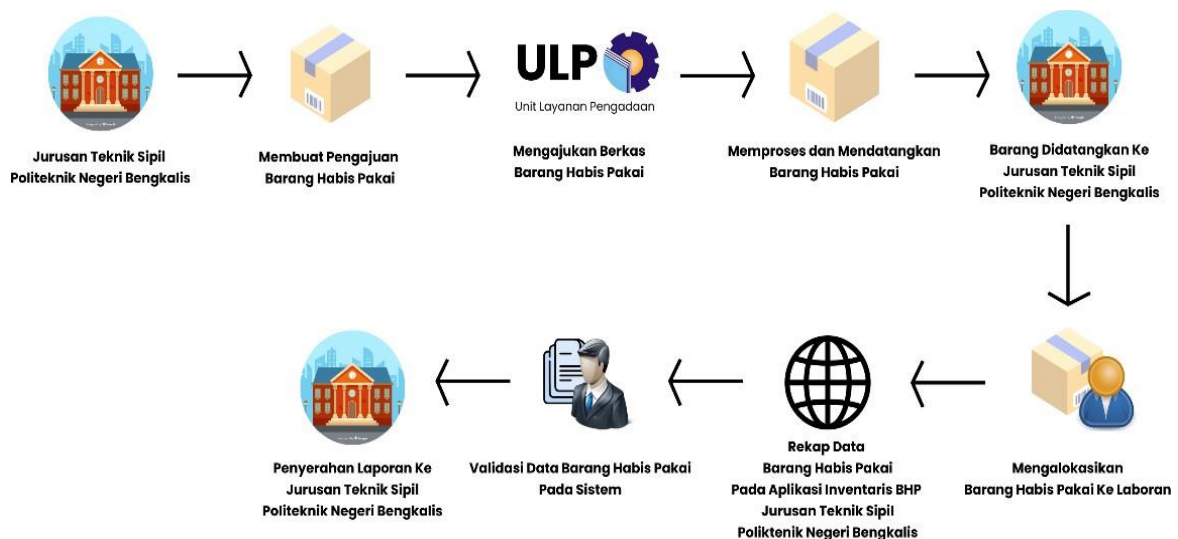 ULP
Unit Layanan Pengadaan
Jurusan Teknik Sipil
Politeknik Negeri Bengkalis
Membuat Pengajuan
Barang Habis Pakai
Mengajukan Berkas
Barang Habis Pakai
Memproses dan Mendatangkan
Barang Habis Pakai
Barang Didatangkan Ke
Jurusan Teknik Sipil
Politeknik Negeri Bengkalis
Mengalokasikan
Barang Habis Pakai Ke Laboran
Rekap Data
Barang Habis Pakai
Pada Aplikasi Inventaris BHP
Jurusan Teknik Sipil
Poliktenik Negeri Bengkalis
Validasi Data Barang Habis Pakai
Pada Sistem
Penyerahan Laporan Ke
Jurusan Teknik Sipil
Politeknik Negeri Bengkalis